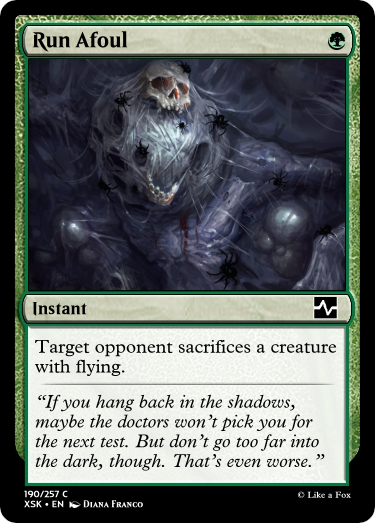 Run Afoul
Instant
Target opponent sacrifices a creature
with flying.
“If you hang back in the shadows,
maybe the doctors won’t pick you for
the next test. But don’t go too far into
the dark, though. That’s even worse.”
190/257 C
XSK • EN Diana Franco
© Like a Fox